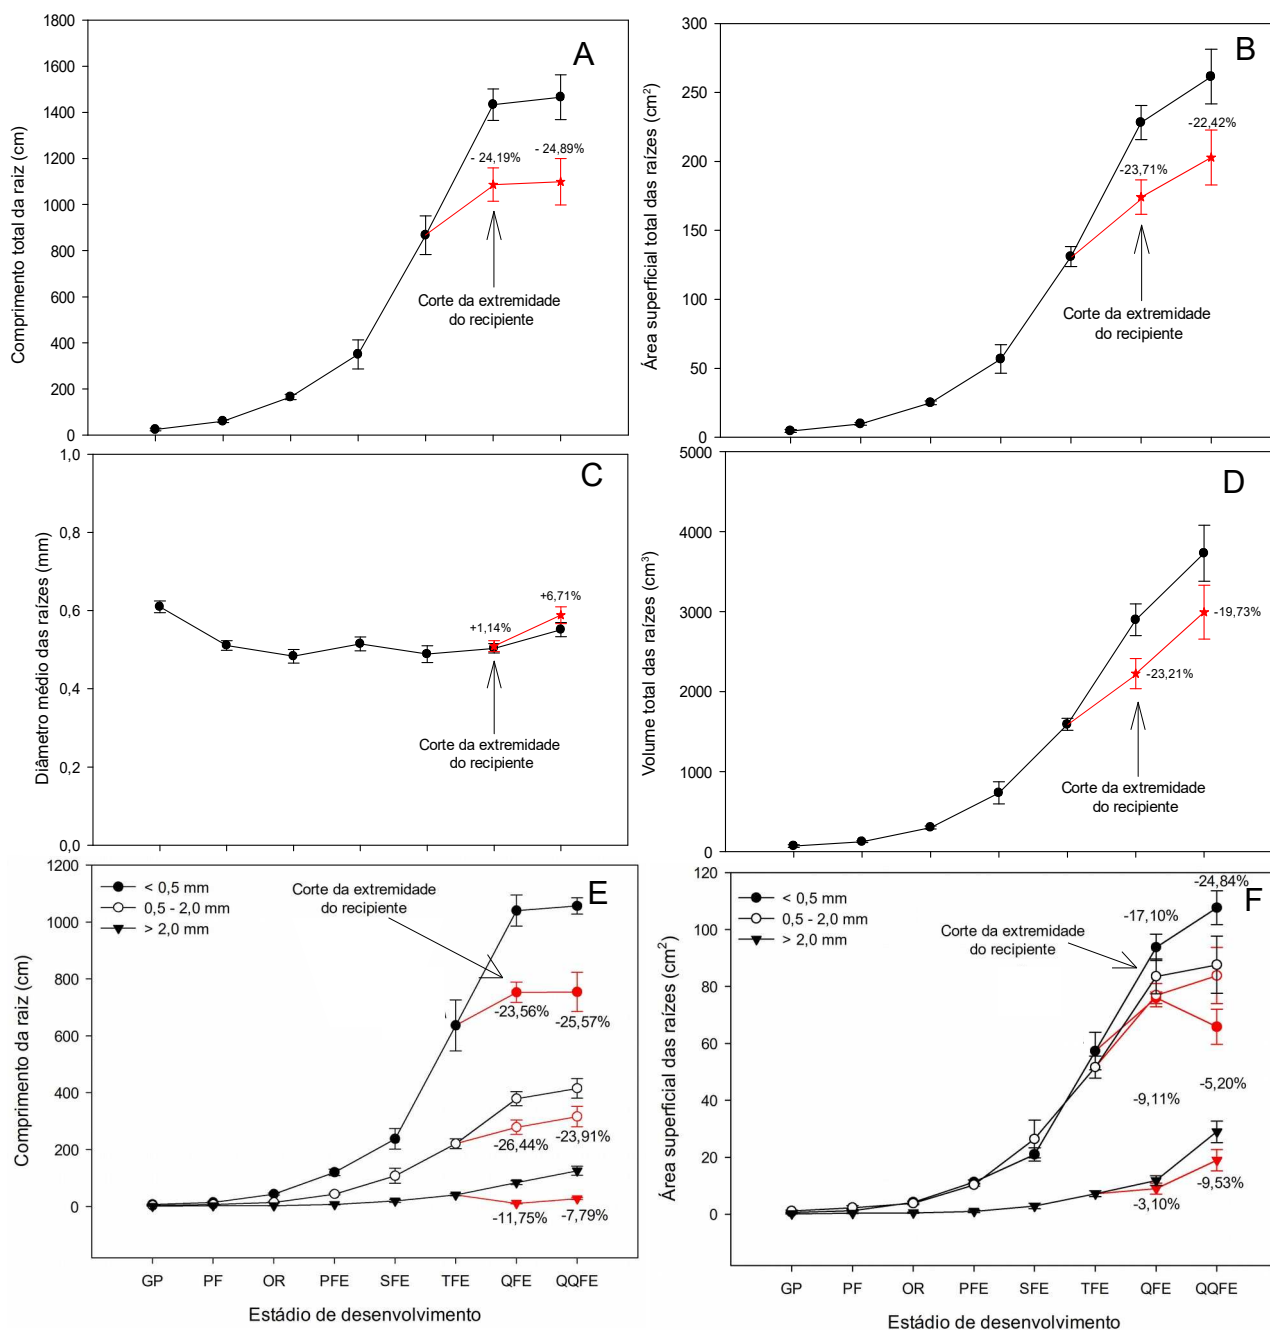 A
Comprimento total da raiz (cm)
1800
1600
1400
1200
1000
800
600
400
200
0
- 24,19%
- 24,89%
Corte da extremidade
do recipiente
B
Área superficial total das raízes (cm²)
300
250
200
150
100
50
0
-23,71%
-22,42%
Corte da extremidade
do recipiente
C
Diâmetro médio das raízes (mm)
1,0
0,8
0,6
0,4
0,2
0,0
+1,14%
+6,71%
Corte da extremidade
do recipiente
D
Volume total das raízes (cm³)
5000
4000
3000
2000
1000
0
-23,21%
-19,73%
Corte da extremidade
do recipiente
E
Comprimento da raiz (cm)
1200
1000
800
600
400
200
0
< 0,5 mm
0,5 - 2,0 mm
> 2,0 mm
Corte da extremidade
do recipiente
-23,56%
-25,57%
-26,44%
-23,91%
-11,75%
-7,79%
GP PF OR PFE SFE TFE QFE QQFE
Estádio de desenvolvimento
F
Área superficial das raízes (cm²)
120
100
80
60
40
20
0
< 0,5 mm
0,5 - 2,0 mm
> 2,0 mm
Corte da extremidade
do recipiente
-17,10%
-24,84%
-9,11%
-5,20%
-3,10%
-9,53%
GP PF OR PFE SFE TFE QFE QQFE
Estádio de desenvolvimento